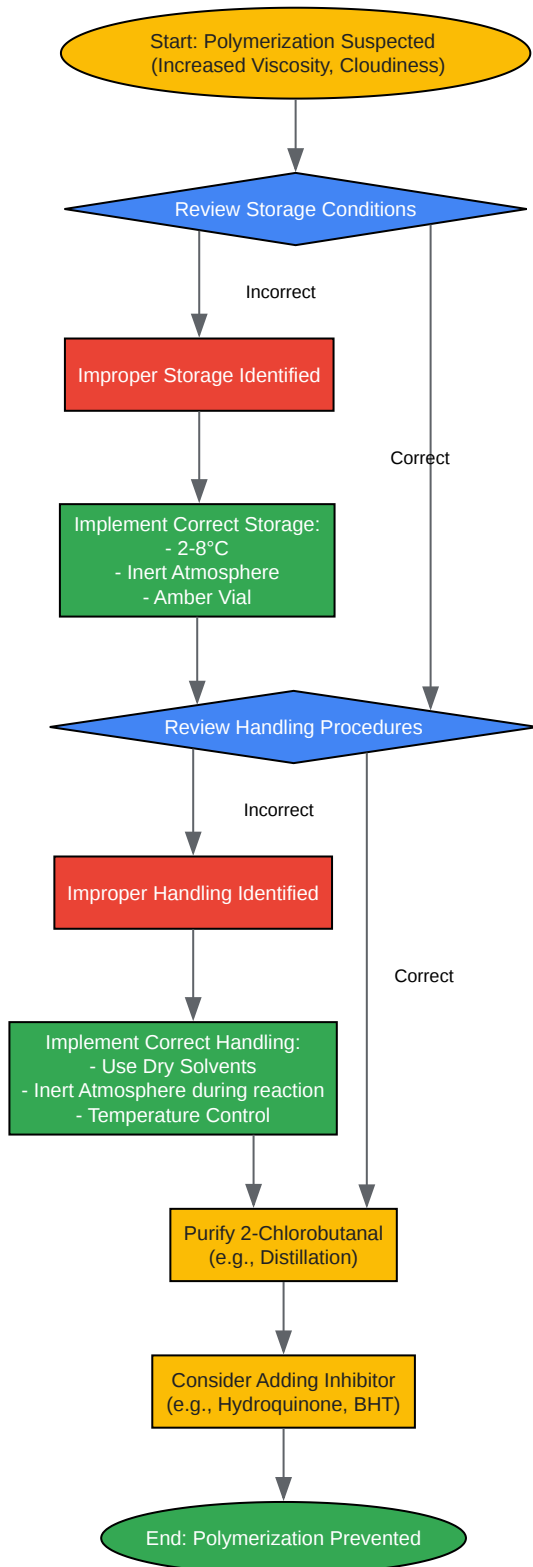 Start: Polymerization Suspected
(Increased Viscosity, Cloudiness)
Review Storage Conditions
Incorrect
Improper Storage Identified
Correct
Implement Correct Storage:
- 2-8°C
- Inert Atmosphere
- Amber Vial
Review Handling Procedures
Incorrect
Improper Handling Identified
Correct
Implement Correct Handling:
- Use Dry Solvents
- Inert Atmosphere during reaction
- Temperature Control
Purify 2-Chlorobutanal
(e.g., Distillation)
Consider Adding Inhibitor
(e.g., Hydroquinone, BHT)
End: Polymerization Prevented